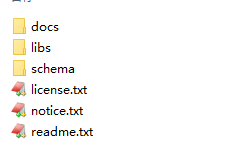 docs
libs
schema
license.txt
notice.txt
readme.txt